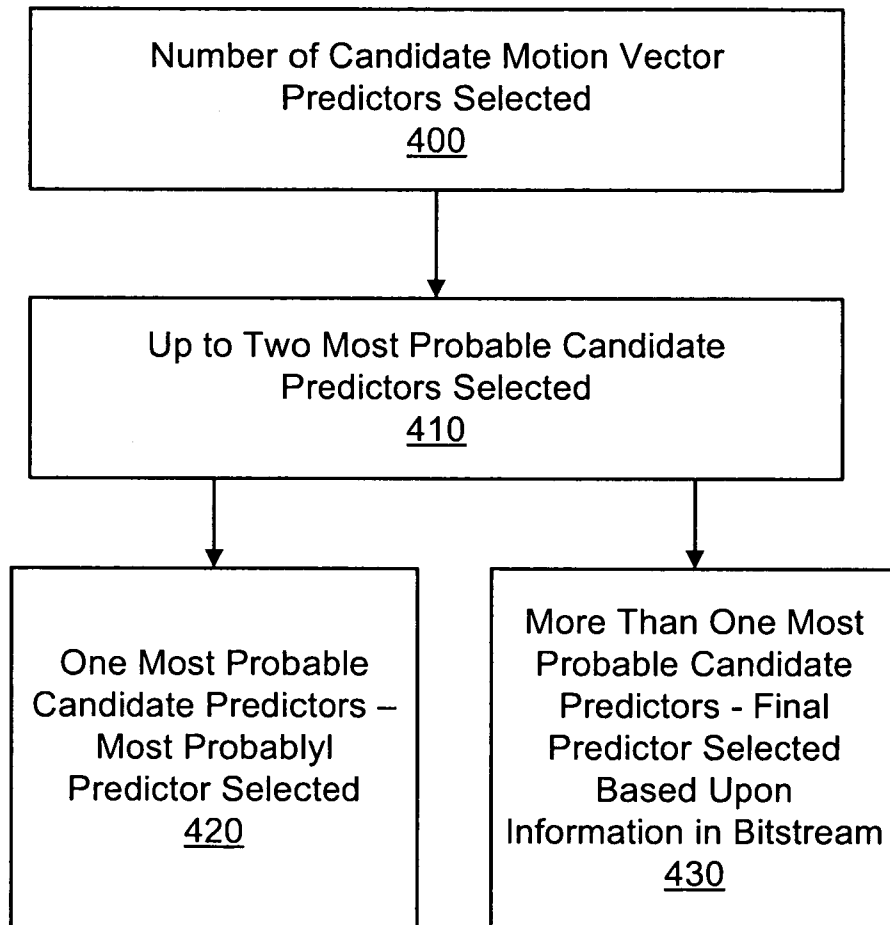 Number of Candidate Motion Vector
Predictors Selected
400
Up to Two Most Probable Candidate
Predictors Selected
410
One Most Probable
Candidate Predictors –
Most Probablyl
Predictor Selected
420
More Than One Most
Probable Candidate
Predictors - Final
Predictor Selected
Based Upon
Information in Bitstream
430